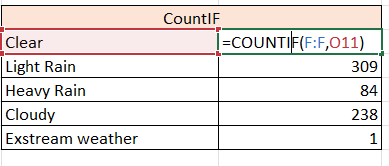 CountIF
Clear =COUNTIF(F:F,O11)
Light Rain 309
Heavy Rain 84
Cloudy 238
Exstream weather 1